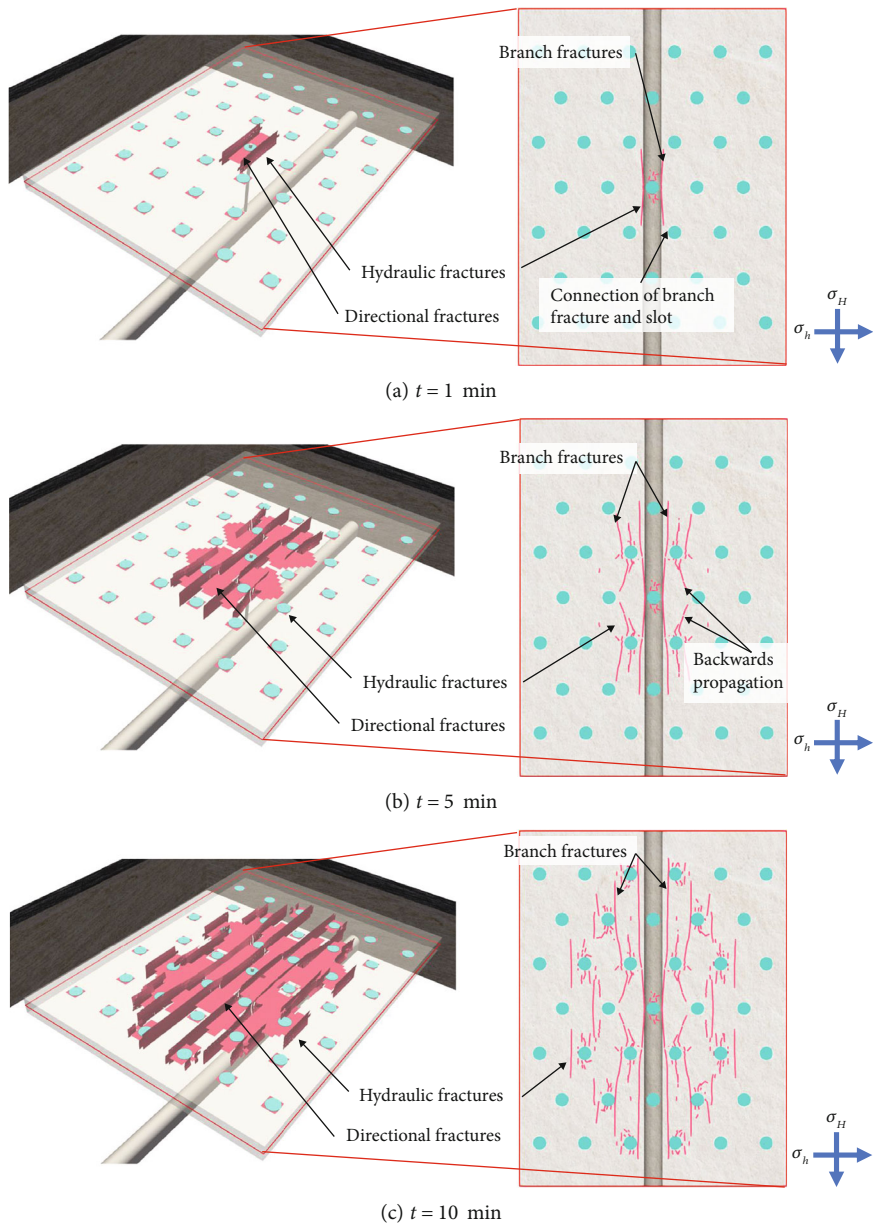 Branch fractures
Hydraulic fractures
Directional fractures
Connection of branch
fracture and slot
σH
σh
(a) t = 1 min
Branch fractures
Hydraulic fractures
Directional fractures
Backwards
propagation
σH
σh
(b) t = 5 min
Branch fractures
Hydraulic fractures
Directional fractures
σH
σh
(c) t = 10 min